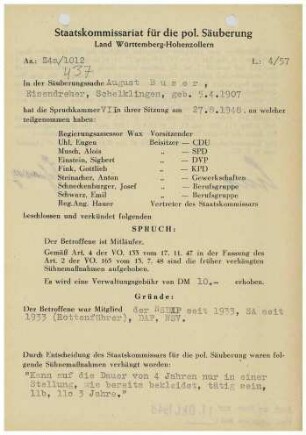 Staatskommissariat für die pol. Säuberung
Land Württemberg-Hohenzollern
Az.: 24a/1012
L.: 4/57
437
In der Säuberungssache August Buzer,
Eisendreher, Schelklingen, geb. 5.4.1907
hat die Spruchkammer VII in ihrer Sitzung am 27.8.1948, an welcher
teilgenommen haben:
Regierungsassessor Wax Vorsitzender
Uhl, Eugen Beisitzer — CDU
Musch, Alois „ — SPD
Einstein, Sigbert „ — DVP
Fink, Gottlieb „ — KPD
Steinacher, Anton „ — Gewerkschaften
Schneckenburger, Josef „ — Berufsgruppe
Schwarz, Emil „ — Berufsgruppe
Reg.Ang. Hauer Vertreter des Staatskommissars
beschlossen und verkündet folgenden
SPRUCH:
Der Betroffene ist Mitläufer.
Gemäß Art. 4 der VO. 133 vom 17. 11. 47 in der Fassung des
Art. 2 der VO. 165 vom 13. 7. 48 sind die früher verhängten
Sühnemaßnahmen aufgehoben.
Es wird eine Verwaltungsgebühr von DM 10.— erhoben.
Gründe:
Der Betroffene war Mitglied der NSDAP seit 1933, SA seit
1933 (Rottenführer), DAF, NSV.
Durch Entscheidung des Staatskommissars für die pol. Säuberung waren fol-
gende Sühnemaßnahmen verhängt worden:
"Kann auf die Dauer von 4 Jahren nur in einer
Stellung, wie bereits bekleidet, tätig sein,
11b, 11c 3 Jahre."